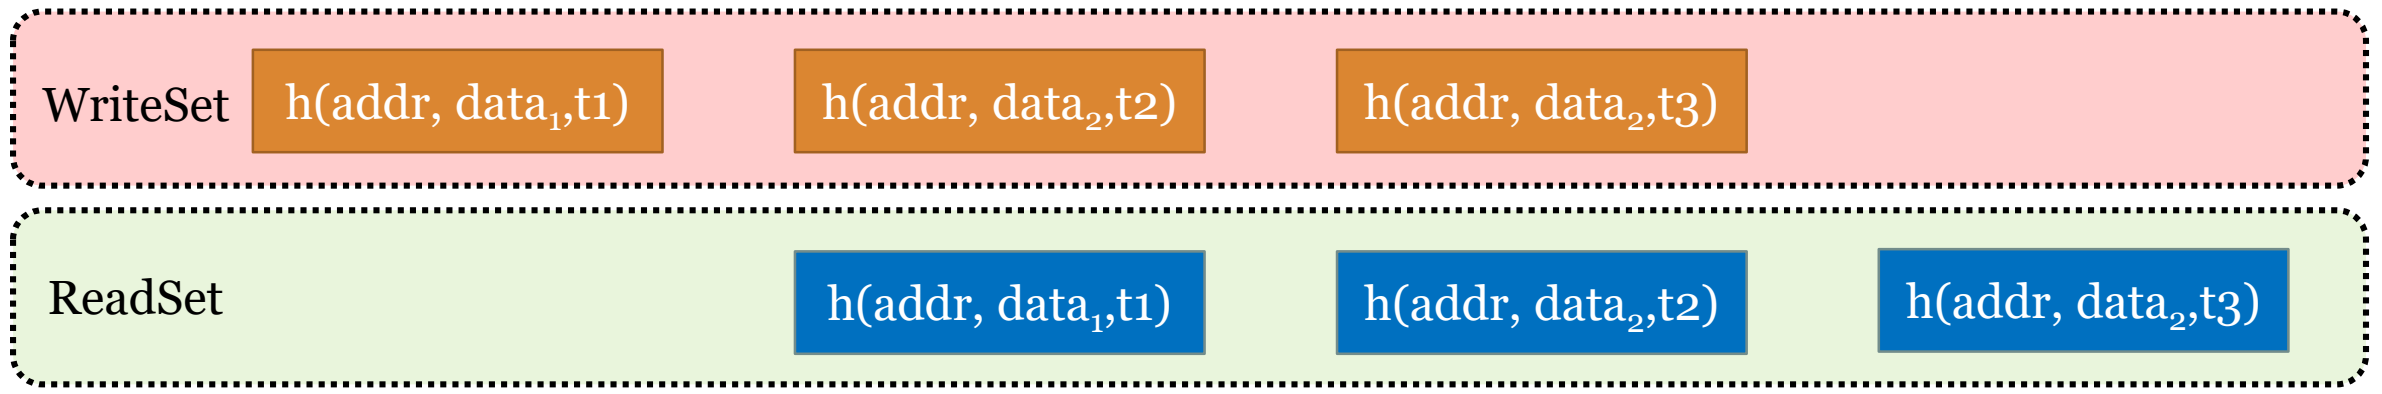 WriteSet
h(addr, data₁,t1)
h(addr, data₂,t2)
h(addr, data₂,t3)
ReadSet
h(addr, data₁,t1)
h(addr, data₂,t2)
h(addr, data₂,t3)